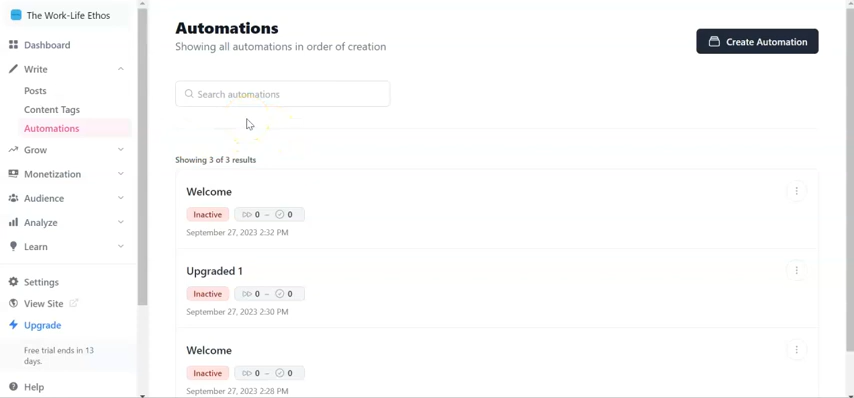 The Work-Life Ethos
Dashboard
Write
Posts
Content Tags
Automations
Grow
Monetization
Audience
Analyze
Learn
Settings
View Site
Upgrade
Free trial ends in 13
days.
Help
Automations
Showing all automations in order of creation
Create Automation
Search automations
Showing 3 of 3 results
Welcome
Inactive 0 – 0
September 27, 2023 2:32 PM
Upgraded 1
Inactive 0 – 0
September 27, 2023 2:30 PM
Welcome
Inactive 0 – 0
September 27, 2023 2:28 PM